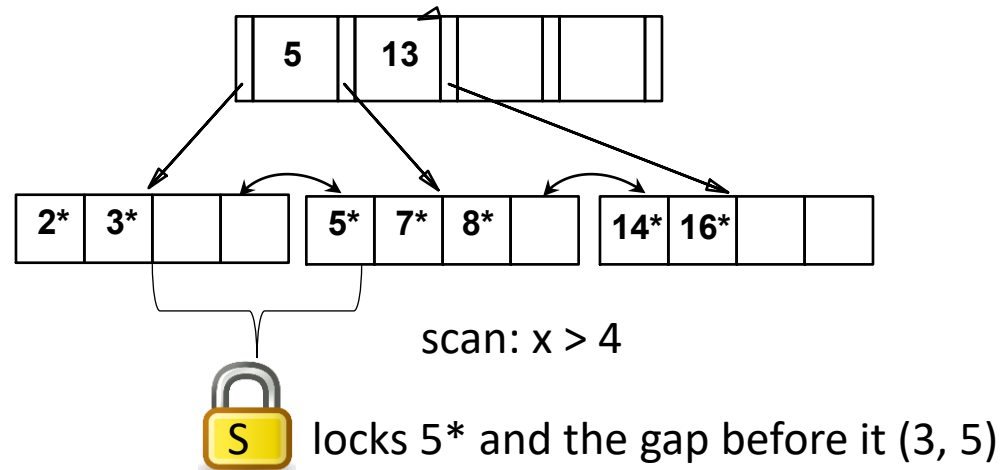 5 13
2* 3* 5* 7* 8* 14* 16*
scan: x > 4
S locks 5* and the gap before it (3, 5)